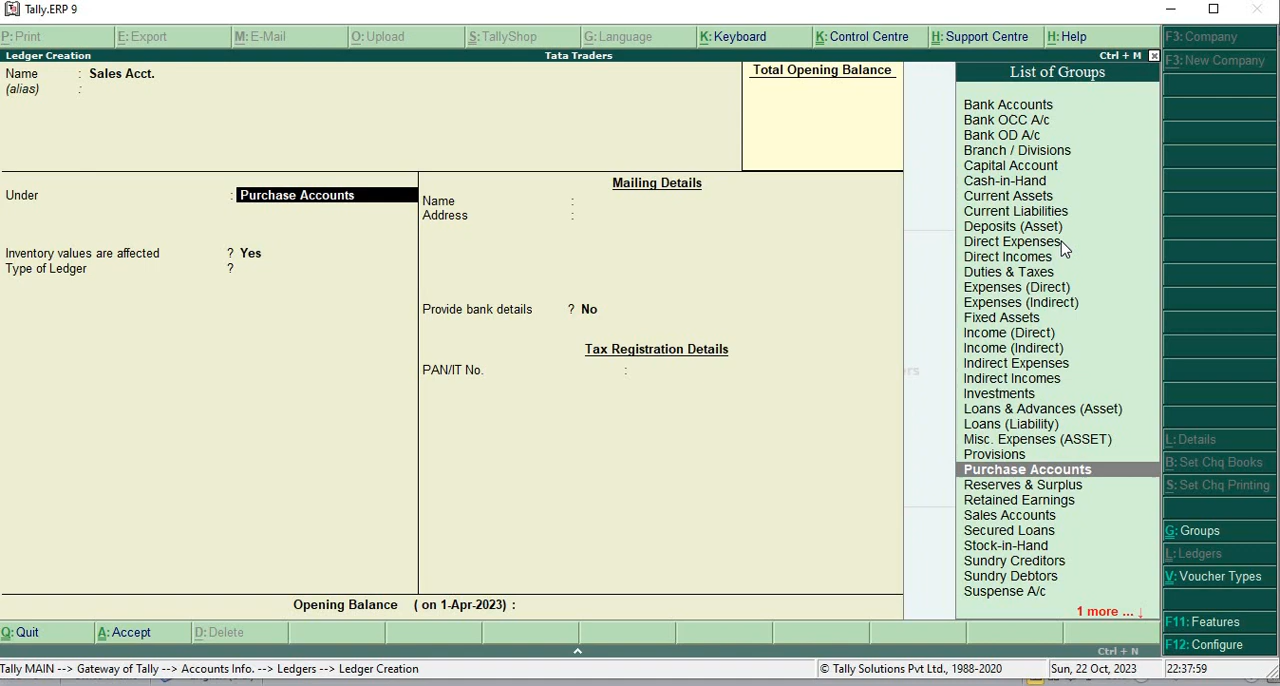 Tally.ERP 9
P: Print E: Export M: E-Mail O: Upload S: TallyShop G: Language K: Keyboard K: Control Centre H: Support Centre H: Help
F3: Company
Ledger Creation Tata Traders Ctrl + M
F3: New Company
Name : Sales Acct.
(alias) :
Total Opening Balance
Under : Purchase Accounts
Inventory values are affected ? Yes
Type of Ledger ?
Mailing Details
Name :
Address :
Provide bank details ? No
Tax Registration Details
PAN/IT No. :
Opening Balance ( on 1-Apr-2023) :
List of Groups
Bank Accounts
Bank OCC A/c
Bank OD A/c
Branch / Divisions
Capital Account
Cash-in-Hand
Current Assets
Current Liabilities
Deposits (Asset)
Direct Expenses
Direct Incomes
Duties & Taxes
Expenses (Direct)
Expenses (Indirect)
Fixed Assets
Income (Direct)
Income (Indirect)
Indirect Expenses
Indirect Incomes
Investments
Loans & Advances (Asset)
Loans (Liability)
Misc. Expenses (ASSET)
Provisions
Purchase Accounts
Reserves & Surplus
Retained Earnings
Sales Accounts
Secured Loans
Stock-in-Hand
Sundry Creditors
Sundry Debtors
Suspense A/c
1 more ... ↓
L: Details
B: Set Chq Books
S: Set Chq Printing
G: Groups
L: Ledgers
V: Voucher Types
F11: Features
F12: Configure
Q: Quit A: Accept D: Delete
Ctrl + N
Tally MAIN --> Gateway of Tally --> Accounts Info. --> Ledgers --> Ledger Creation © Tally Solutions Pvt Ltd., 1988-2020 Sun, 22 Oct, 2023 22:37:59